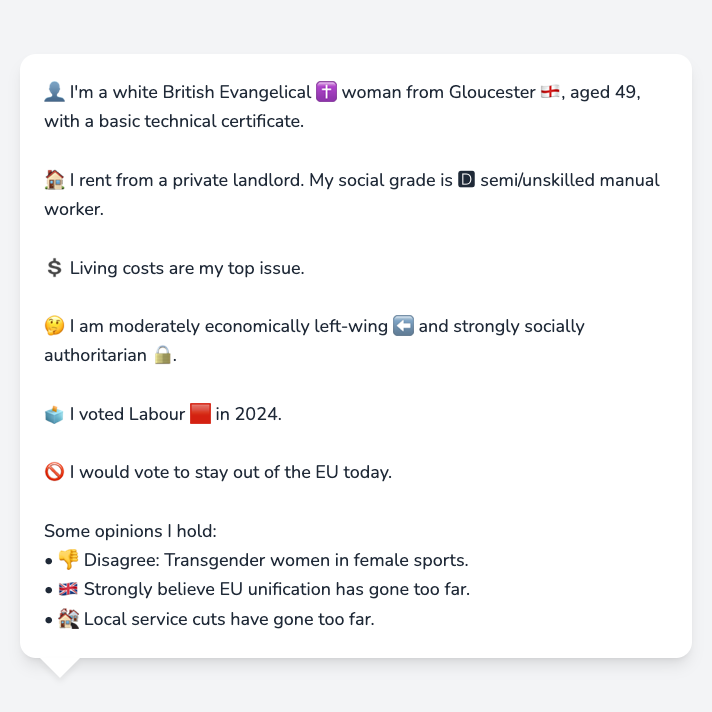 👤 I'm a white British Evangelical ✝️ woman from Gloucester 🏴󠁧󠁢󠁥󠁮󠁧󠁿, aged 49,
with a basic technical certificate.
🏠 I rent from a private landlord. My social grade is 🅳 semi/unskilled manual
worker.
💲 Living costs are my top issue.
🤔 I am moderately economically left-wing ⬅️ and strongly socially
authoritarian 🔒.
🗳️ I voted Labour 🟥 in 2024.
🚫 I would vote to stay out of the EU today.
Some opinions I hold:
• 👎 Disagree: Transgender women in female sports.
• 🇬🇧 Strongly believe EU unification has gone too far.
• 🏚️ Local service cuts have gone too far.